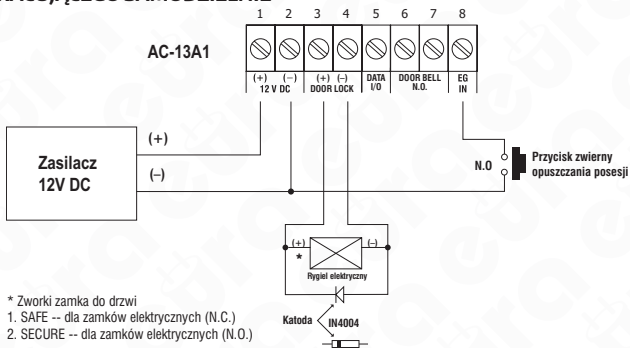 1 2 3 4 5 6 7 8
AC-13A1
(+) (−) (+) (−) DATA DOOR BELL EG
12 V DC DOOR LOCK I/O N.O. IN
(+)
Zasilacz
12V DC
(−)
N.O
Przycisk zwierny
opuszczania posesji
(+) (−)
*
Rygiel elektryczny
* Zworki zamka do drzwi
1. SAFE -- dla zamków elektrycznych (N.C.)
2. SECURE -- dla zamków elektrycznych (N.O.)
Katoda
IN4004